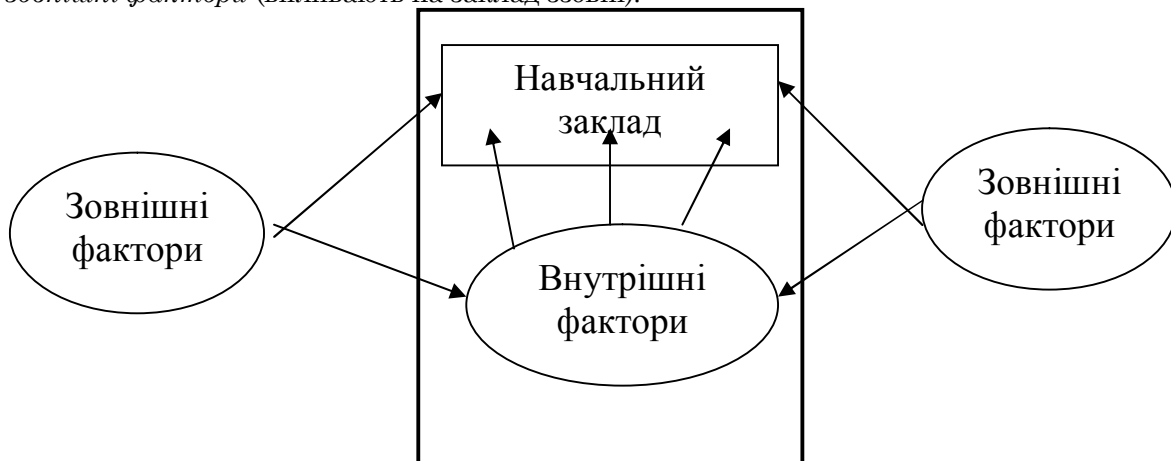 зовнішні фактори (впливають на заклад ззовні).
Навчальний
заклад
Зовнішні
фактори
Зовнішні
фактори
Внутрішні
фактори